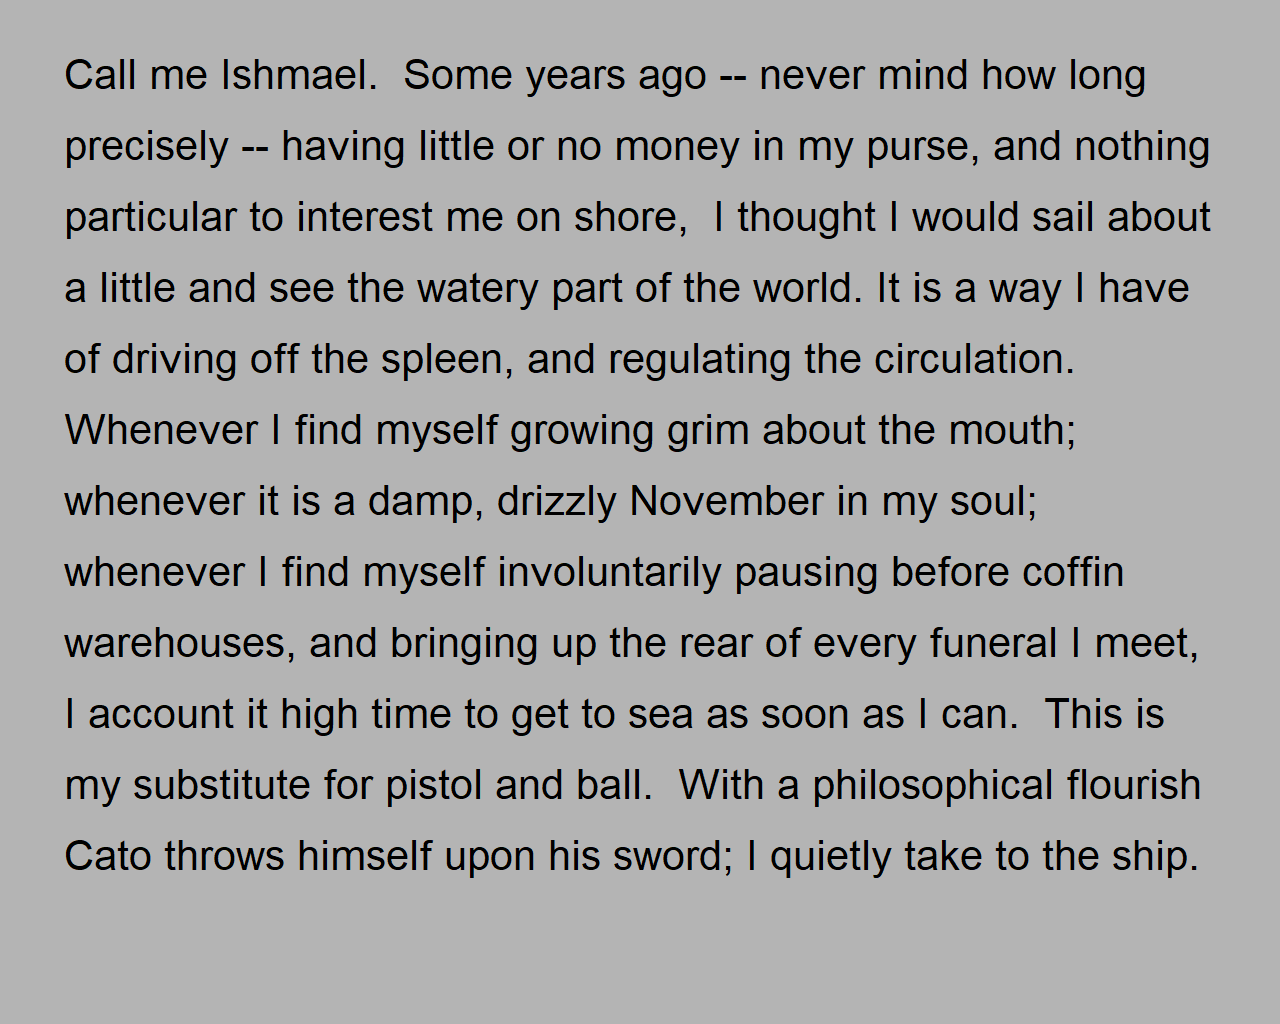 Call me Ishmael.  Some years ago -- never mind how long
precisely -- having little or no money in my purse, and nothing
particular to interest me on shore,  I thought I would sail about
a little and see the watery part of the world. It is a way I have
of driving off the spleen, and regulating the circulation.
Whenever I find myself growing grim about the mouth;
whenever it is a damp, drizzly November in my soul;
whenever I find myself involuntarily pausing before coffin
warehouses, and bringing up the rear of every funeral I meet,
I account it high time to get to sea as soon as I can.  This is
my substitute for pistol and ball.  With a philosophical flourish
Cato throws himself upon his sword; I quietly take to the ship.